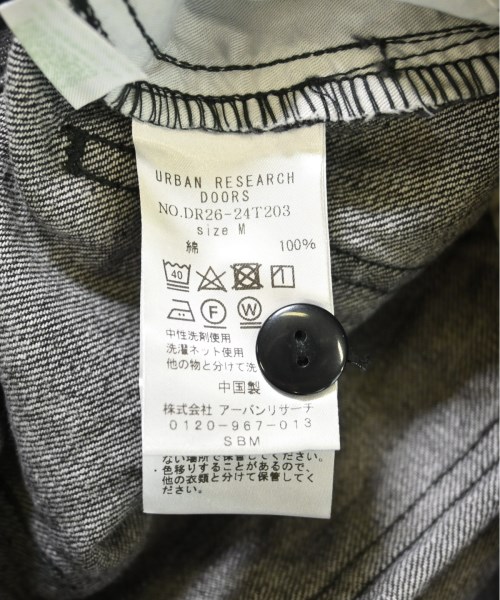 URBAN RESEARCH
DOORS
NO.DR26-24T203
size M
綿 100%
40
F W
中性洗剤使用
洗濯ネット使用
他の物と分けて洗
中国製
株式会社 アーバンリサーチ
0120-967-013
SBM
ない場所で保管してください。
・色移りすることがあるので、
他の衣類と分けて保管してく
ださい。